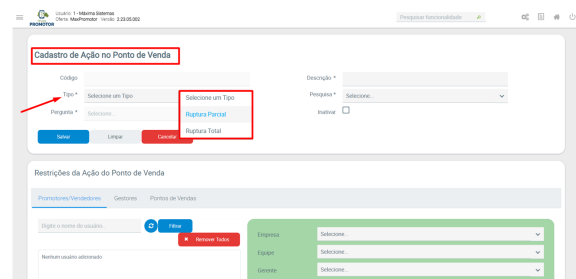 Usuário: 1 - Máxima Sistemas
Cliente: MaxPromotor Versão: 2.23.05.002
PROMOTOR
Pesquisar funcionalidade
Cadastro de Ação no Ponto de Venda
Código
Descrição *
Tipo *
Selecione um Tipo
Pesquisa *
Selecione...
Pergunta *
Selecione...
Inativar
Selecione um Tipo
Ruptura Parcial
Ruptura Total
Salvar
Limpar
Cancelar
Restrições da Ação do Ponto de Venda
Promotores/Vendedores
Gestores
Pontos de Vendas
Digite o nome do usuário.
Filtrar
Remover Todos
Nenhum usuário adicionado
Empresa
Selecione...
Equipe
Selecione...
Gerente
Selecione...